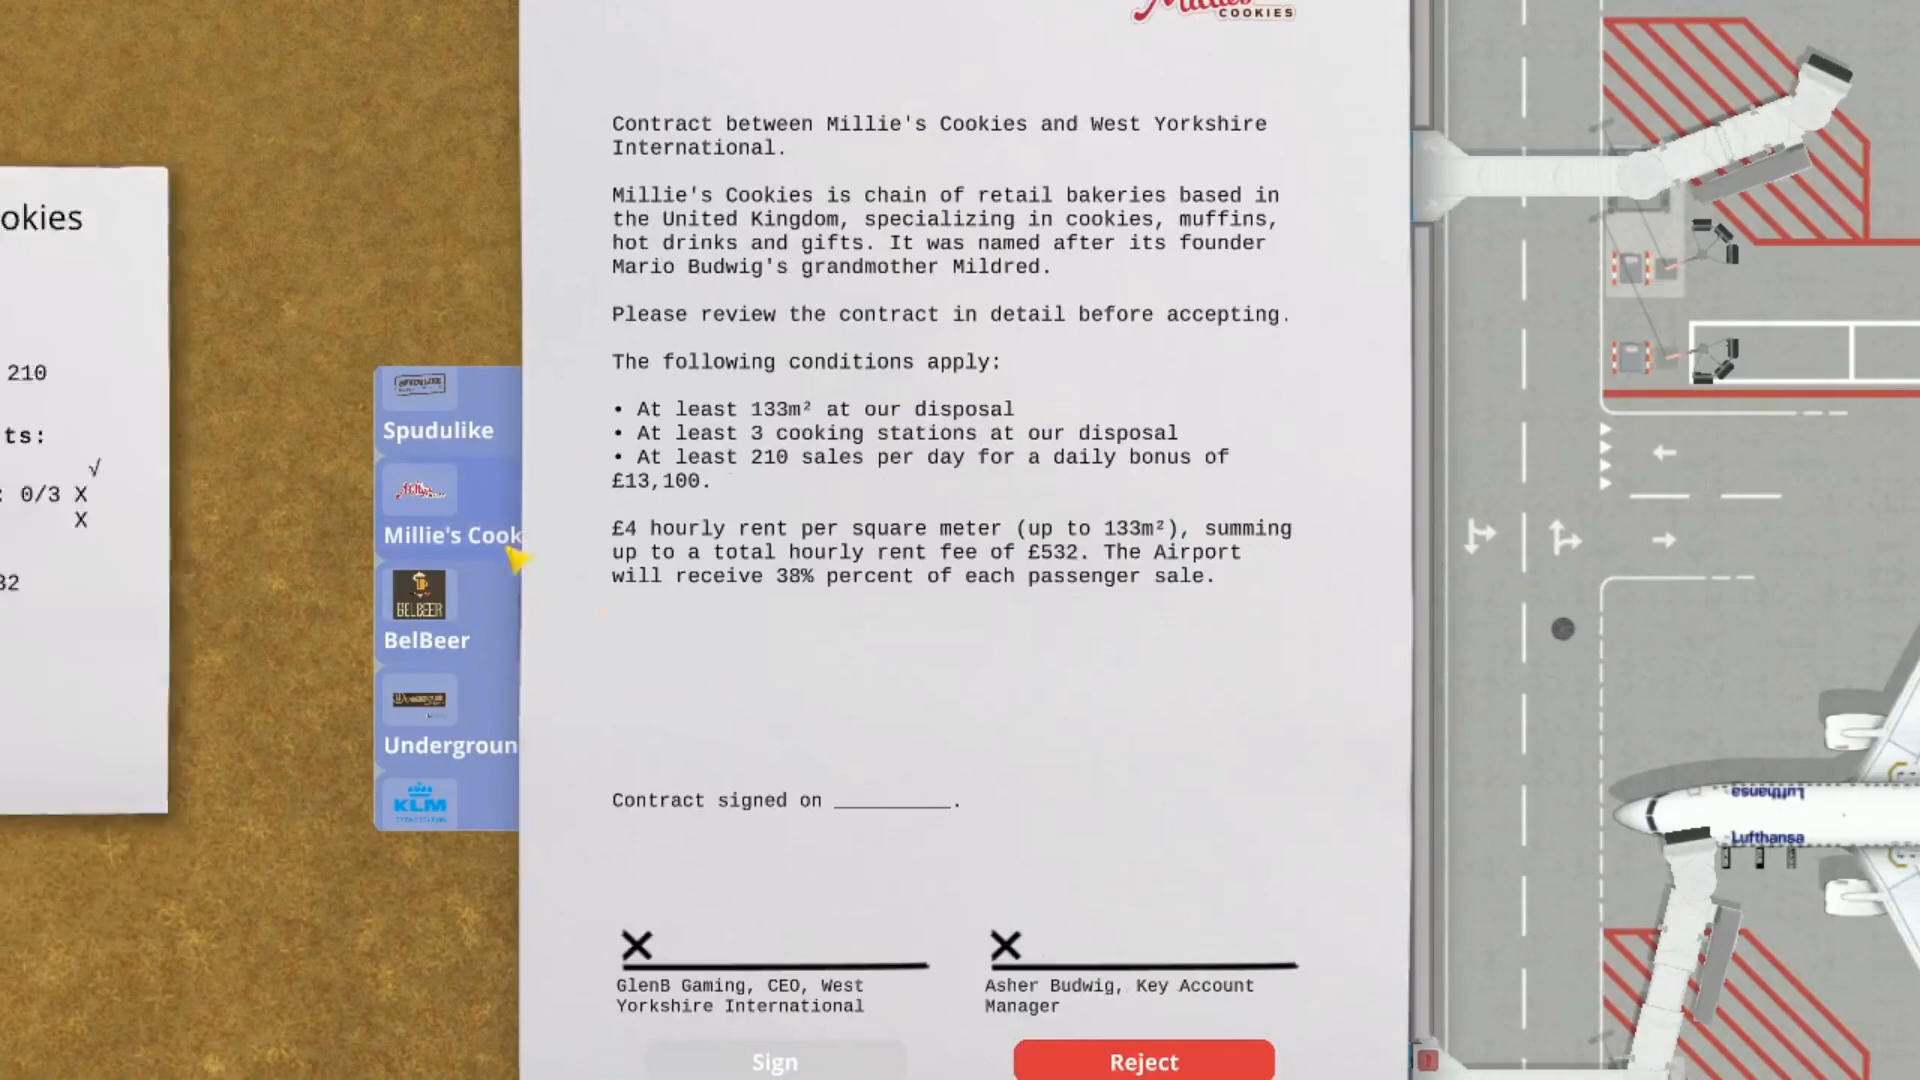 COOKIES
Contract between Millie's Cookies and West Yorkshire
International.
Millie's Cookies is chain of retail bakeries based in
the United Kingdom, specializing in cookies, muffins,
hot drinks and gifts. It was named after its founder
Mario Budwig's grandmother Mildred.
Please review the contract in detail before accepting.
The following conditions apply:
• At least 133m² at our disposal
• At least 3 cooking stations at our disposal
• At least 210 sales per day for a daily bonus of
£13,100.
£4 hourly rent per square meter (up to 133m²), summing
up to a total hourly rent fee of £532. The Airport
will receive 38% percent of each passenger sale.
Contract signed on __________.
GlenB Gaming, CEO, West
Yorkshire International
Asher Budwig, Key Account
Manager
Sign
Reject
okies
210
ts:
√
: 0/3 X
X
32
Spudulike
Millie's Cook
BELBEER
BelBeer
Undergroun
KLM
Lufthansa
Lufthansa